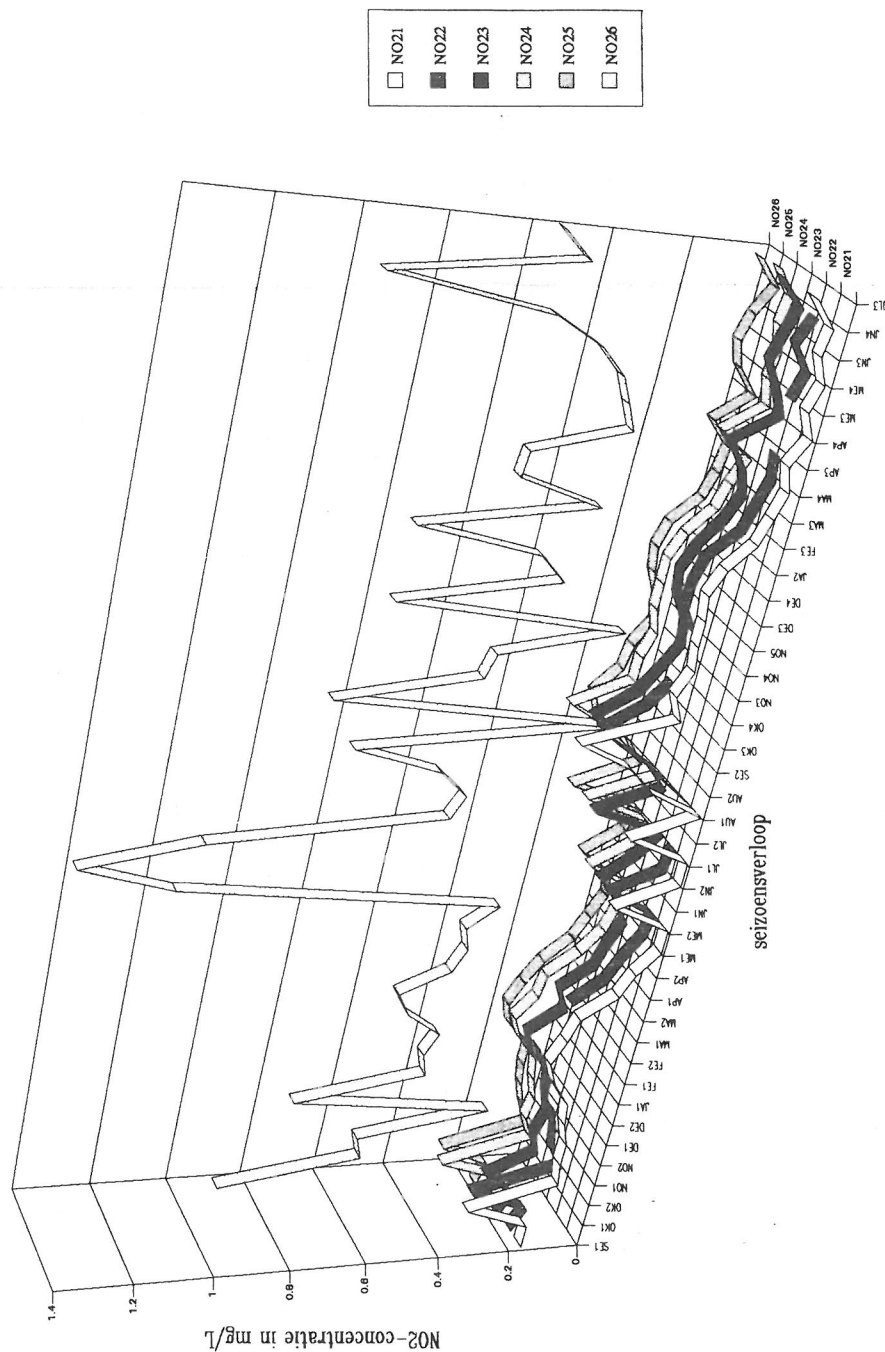 NO2-concentratie in mg/L
1.4
1.2
1
0.8
0.6
0.4
0.2
0
SE1
OK1
OK2
NO1
NO2
DE1
DE2
JA1
FE1
FE2
MA1
MA2
AP1
AP2
ME1
ME2
JN1
JN2
JL1
JL2
AU1
AU2
SE2
OK3
OK4
NO3
NO4
NO5
DE3
DE4
JA2
FE3
MA3
MA4
AP3
AP4
ME3
ME4
JN3
JN4
JL3
seizoensverloop
NO26
NO25
NO24
NO23
NO22
NO21
NO21
NO22
NO23
NO24
NO25
NO26